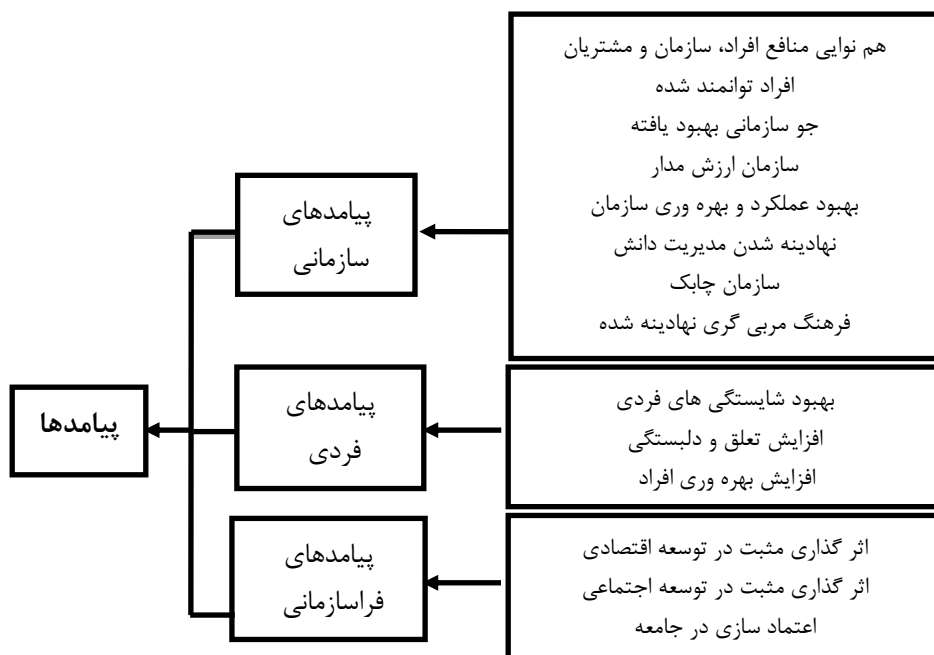 هم نوایی منافع افراد، سازمان و مشتریان
افراد توانمند شده
جو سازمانی بهبود یافته
سازمان ارزش مدار
بهبود عملکرد و بهره وری سازمان
نهادینه شدن مدیریت دانش
سازمان چابک
فرهنگ مربی گری نهادینه شده
پیامدهای
سازمانی
بهبود شایستگی های فردی
افزایش تعلق و دلبستگی
افزایش بهره وری افراد
پیامدهای
فردی
پیامدها
اثر گذاری مثبت در توسعه اقتصادی
اثر گذاری مثبت در توسعه اجتماعی
اعتماد سازی در جامعه
پیامدهای
فراسازمانی